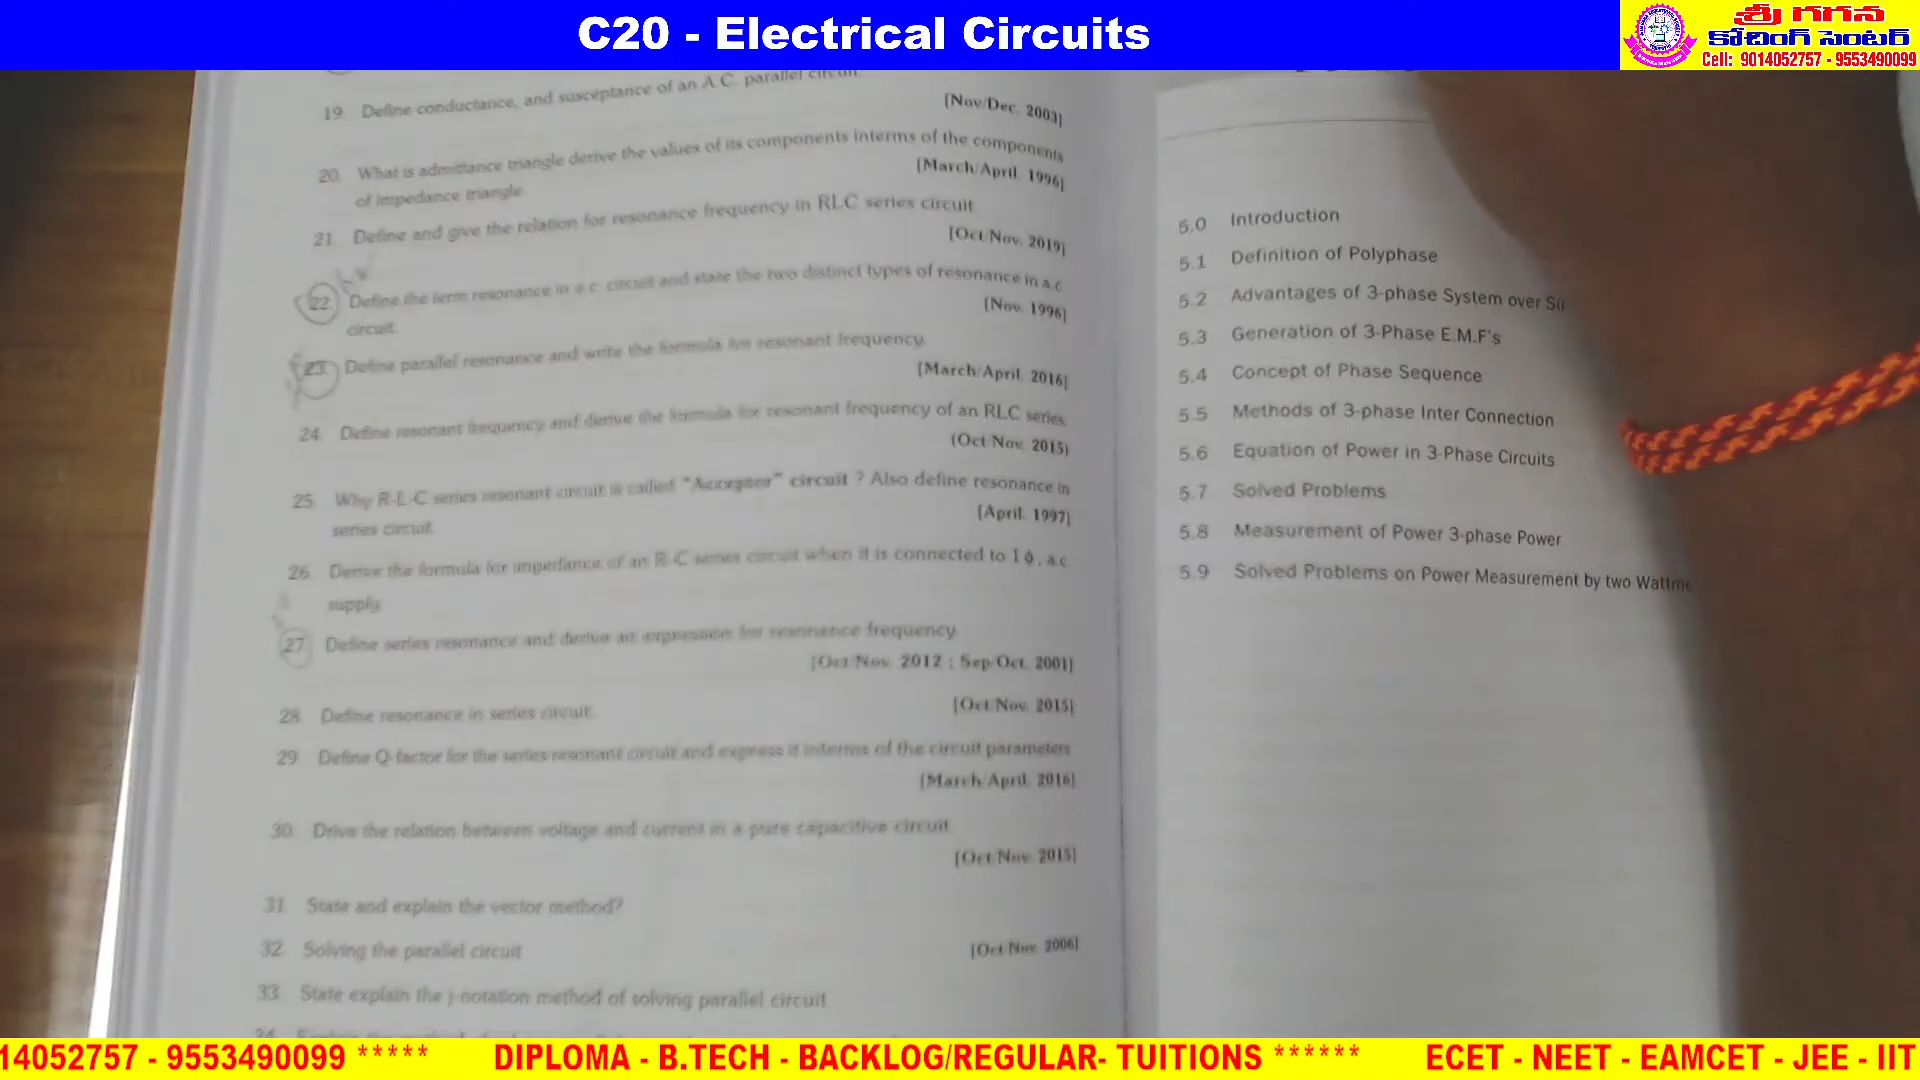 C20 - Electrical Circuits
శ్రీ గగన
కోచింగ్ సెంటర్
Cell: 9014052757 - 9553490099
19. Define conductance, and susceptance of an A.C. parallel circuit.
[Nov/Dec. 2003]
20. What is admittance triangle derive the values of its components interms of the components
of impedance triangle.
[March/April. 1996]
21. Define and give the relation for resonance frequency in RLC series circuit
[Oct/Nov. 2019]
22. Define the term resonance in a.c. circuit and state the two distinct types of resonance in a.c.
circuit.
[Nov. 1996]
23. Define parallel resonance and write the formula for resonant frequency.
[March/April. 2016]
24. Define resonant frequency and derive the formula for resonant frequency of an RLC series.
(Oct/Nov. 2015)
25. Why R-L-C series resonant circuit is called "Acceptor" circuit ? Also define resonance in
series circuit.
[April. 1997]
26. Derive the formula for impedance of an R-C series circuit when it is connected to 1 ϕ, a.c
supply.
27. Define series resonance and derive an expression for resonance frequency.
[Oct/Nov. 2012 ; Sep/Oct. 2001]
28. Define resonance in series circuit.
[Oct/Nov. 2015]
29. Define Q-factor for the series resonant circuit and express it interms of the circuit parameters
[March/April. 2016]
30. Drive the relation between voltage and current in a pure capacitive circuit.
[Oct/Nov. 2015]
31. State and explain the vector method?
32. Solving the parallel circuit
[Oct/Nov. 2006]
33. State explain the j-notation method of solving parallel circuit.
5.0 Introduction
5.1 Definition of Polyphase
5.2 Advantages of 3-phase System over
5.3 Generation of 3-Phase E.M.F's
5.4 Concept of Phase Sequence
5.5 Methods of 3-phase Inter Connection
5.6 Equation of Power in 3-Phase Circuits
5.7 Solved Problems
5.8 Measurement of Power 3-phase Power
5.9 Solved Problems on Power Measurement by two Wattme
14052757 - 9553490099 ***** DIPLOMA - B.TECH - BACKLOG/REGULAR- TUITIONS ****** ECET - NEET - EAMCET - JEE - IIT